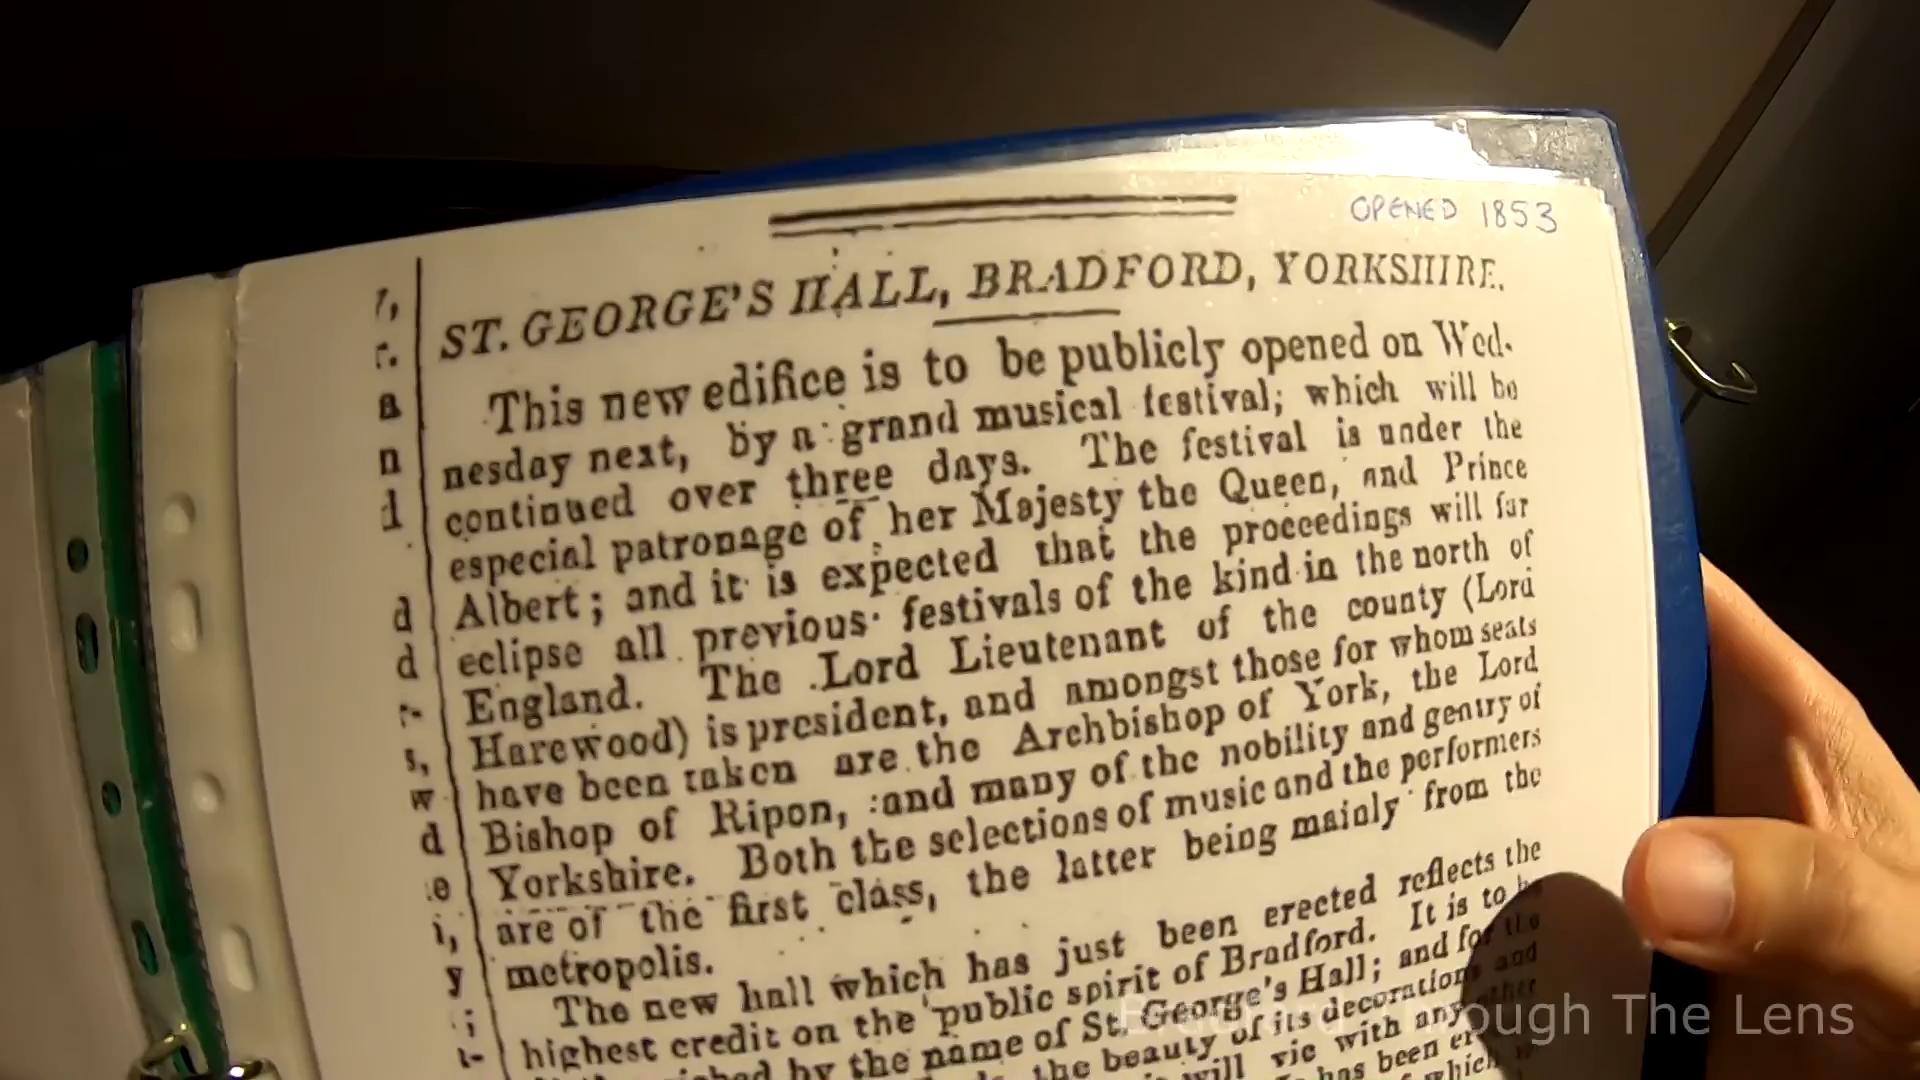 OPENED 1853
ST. GEORGE'S HALL, BRADFORD, YORKSHIRE.
This new edifice is to be publicly opened on Wed-
nesday next, by a grand musical festival; which will be
continued over three days. The festival is under the
especial patronage of her Majesty the Queen, and Prince
Albert; and it is expected that the proceedings will far
eclipse all previous festivals of the kind in the north of
England. The Lord Lieutenant of the county (Lord
Harewood) is president, and amongst those for whom seats
have been taken are the Archbishop of York, the Lord
Bishop of Ripon, and many of the nobility and gentry of
Yorkshire. Both the selections of music and the performers
are of the first class, the latter being mainly from the
metropolis.
The new hall which has just been erected reflects the
highest credit on the public spirit of Bradford. It is to be
by the name of St. George's Hall; and for the
the beauty of its decorations and
will vie with any other
has been
which
Bradford Through The Lens